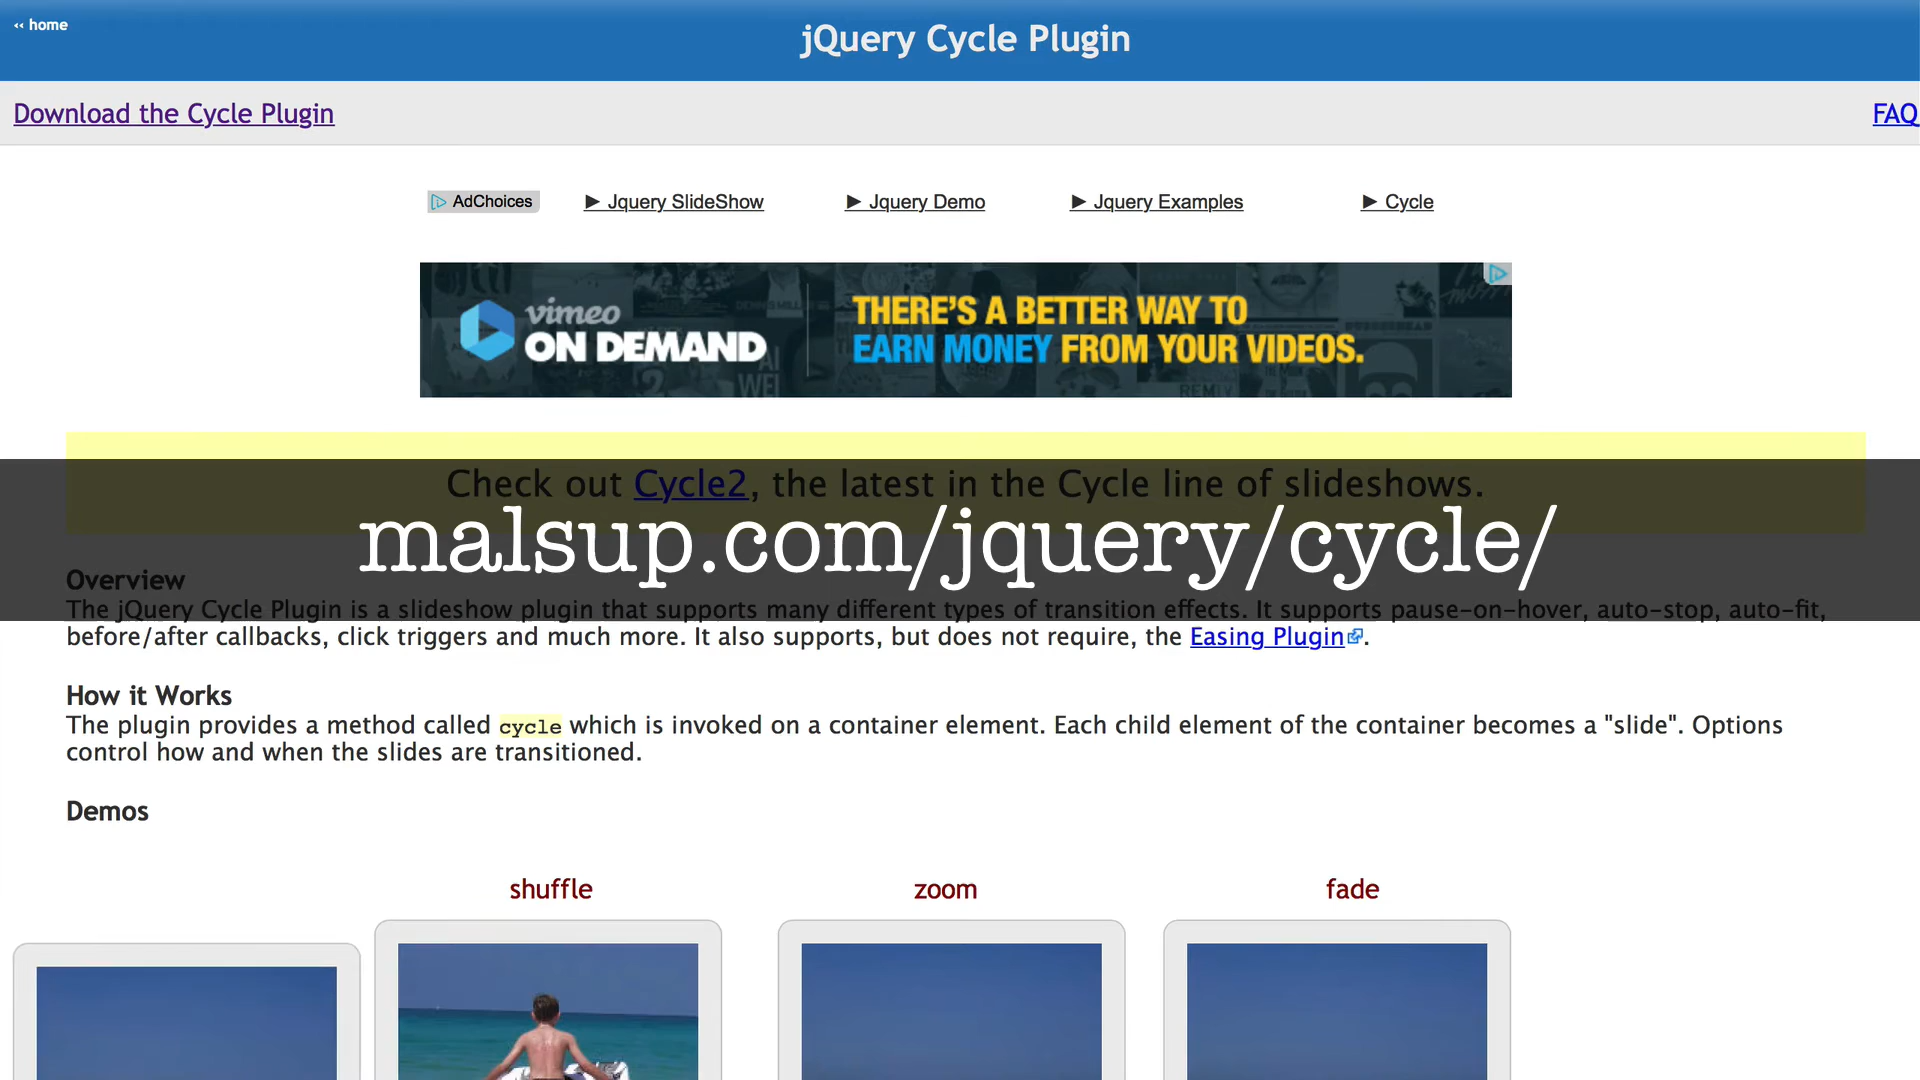 ‹‹ home
jQuery Cycle Plugin
Download the Cycle Plugin
FAQ
AdChoices
► Jquery SlideShow
► Jquery Demo
► Jquery Examples
► Cycle
vimeo
ON DEMAND
THERE'S A BETTER WAY TO
EARN MONEY FROM YOUR VIDEOS.
Check out Cycle2, the latest in the Cycle line of slideshows.
malsup.com/jquery/cycle/
Overview
The jQuery Cycle Plugin is a slideshow plugin that supports many different types of transition effects. It supports pause-on-hover, auto-stop, auto-fit,
before/after callbacks, click triggers and much more. It also supports, but does not require, the Easing Plugin.
How it Works
The plugin provides a method called cycle which is invoked on a container element. Each child element of the container becomes a "slide". Options
control how and when the slides are transitioned.
Demos
shuffle
zoom
fade